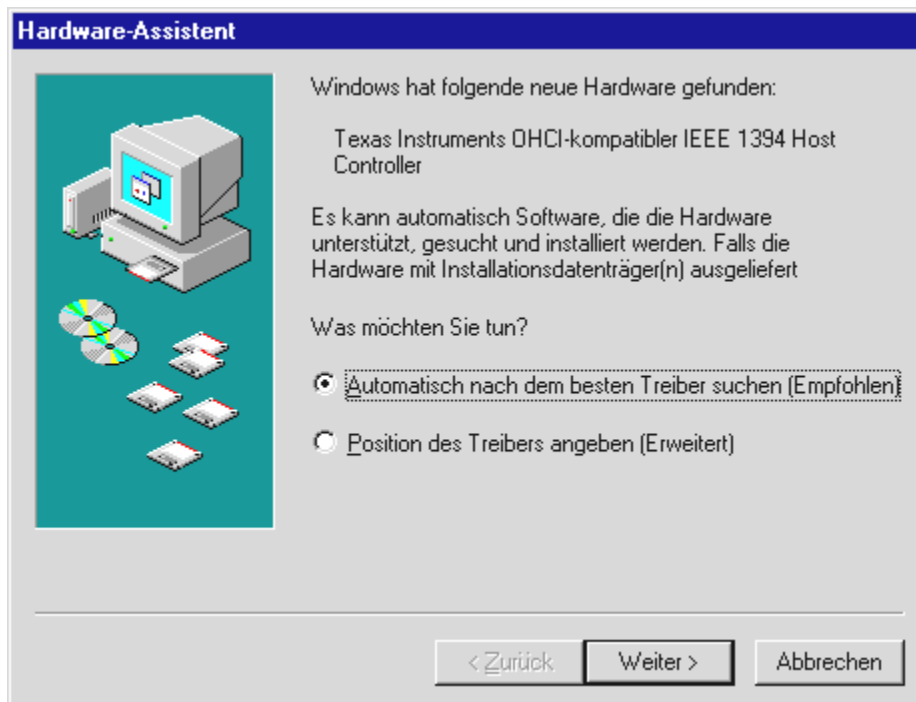 Hardware-Assistent
Windows hat folgende neue Hardware gefunden:
Texas Instruments OHCI-kompatibler IEEE 1394 Host
Controller
Es kann automatisch Software, die die Hardware
unterstützt, gesucht und installiert werden. Falls die
Hardware mit Installationsdatenträger(n) ausgeliefert
Was möchten Sie tun?
Automatisch nach dem besten Treiber suchen (Empfohlen)
Position des Treibers angeben (Erweitert)
< Zurück Weiter > Abbrechen